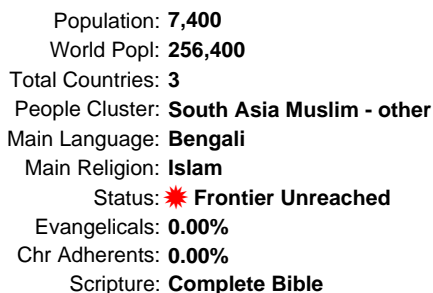 Population: 7,400
World Popl: 256,400
Total Countries: 3
People Cluster: South Asia Muslim - other
Main Language: Bengali
Main Religion: Islam
Status: Frontier Unreached
Evangelicals: 0.00%
Chr Adherents: 0.00%
Scripture: Complete Bible